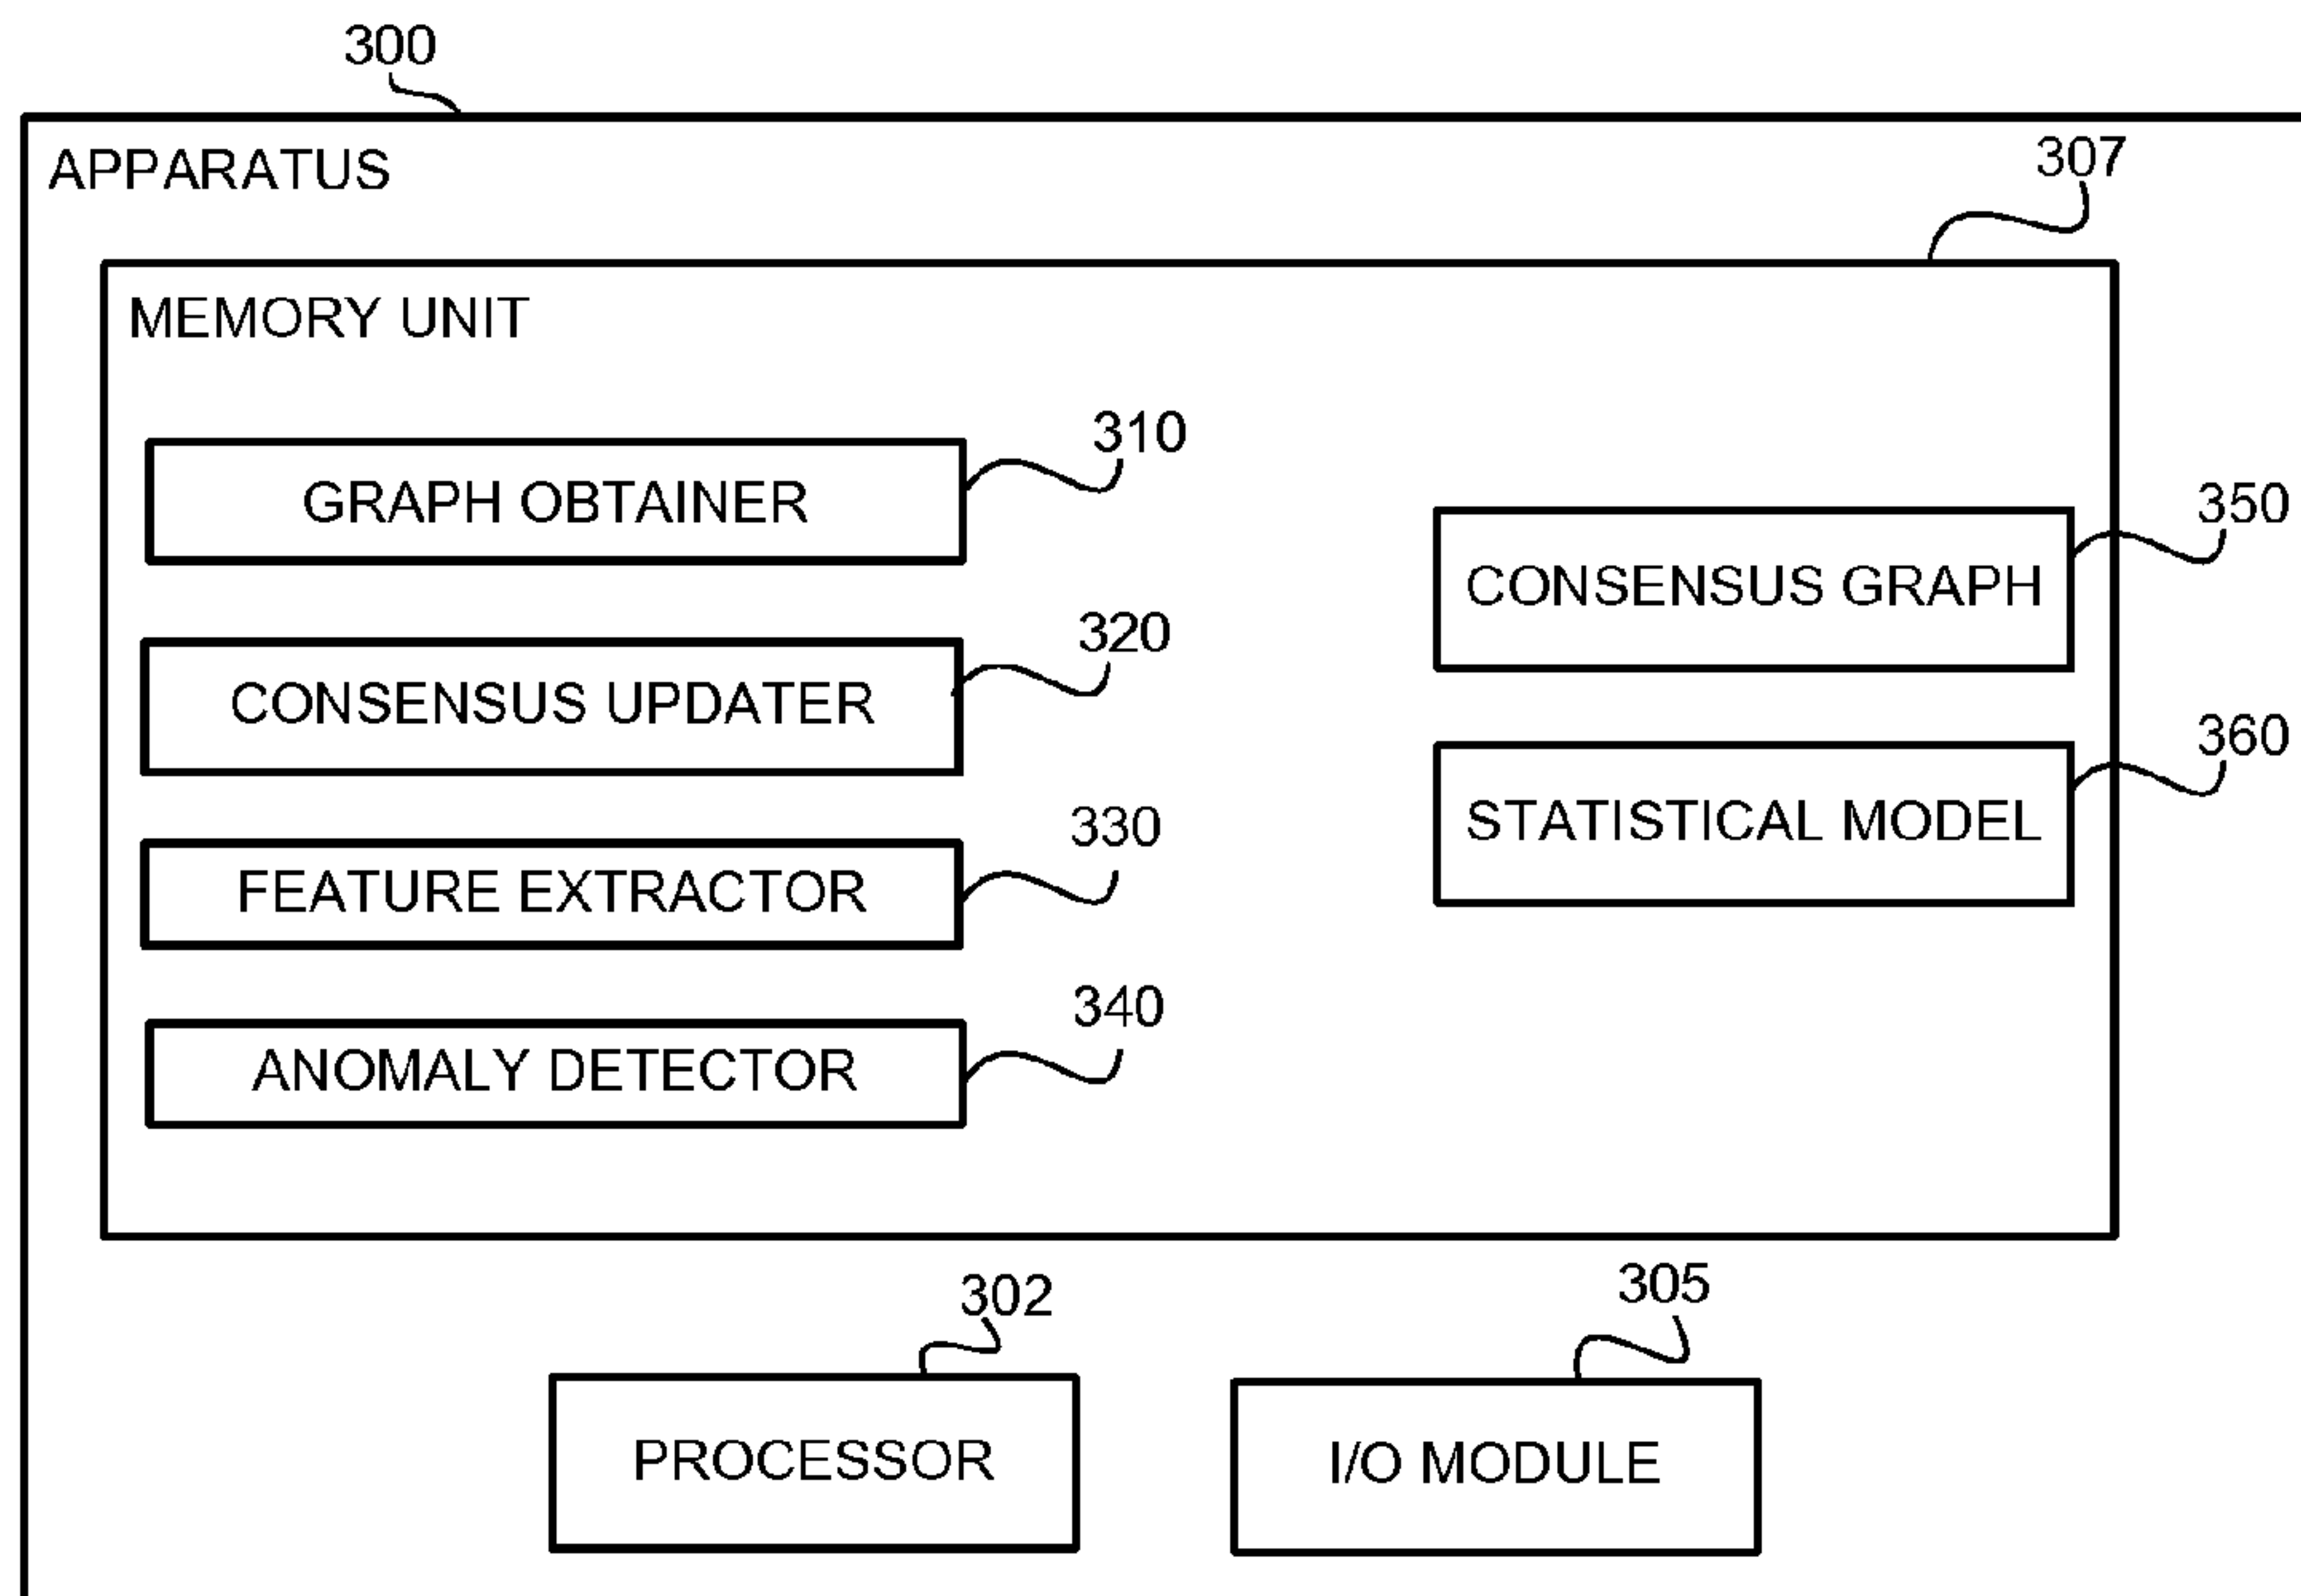 300
APPARATUS
307
MEMORY UNIT
310
GRAPH OBTAINER
350
CONSENSUS GRAPH
320
CONSENSUS UPDATER
360
STATISTICAL MODEL
330
FEATURE EXTRACTOR
340
ANOMALY DETECTOR
302
305
PROCESSOR
I/O MODULE